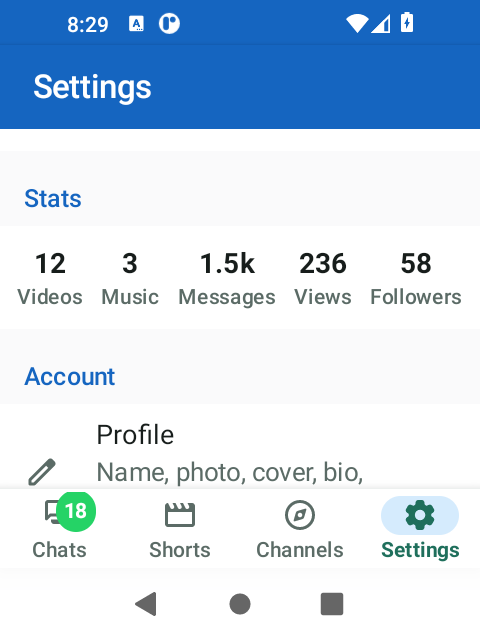 8:29
Settings
Stats
12 3 1.5k 236 58
Videos Music Messages Views Followers
Account
Profile
Name, photo, cover, bio,
18
Chats Shorts Channels Settings